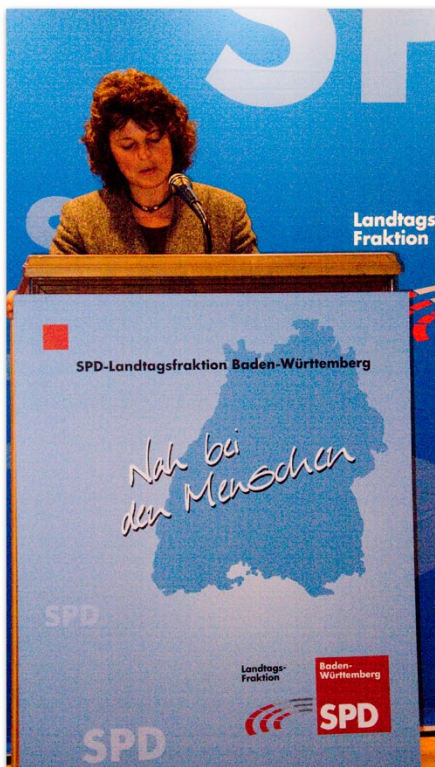 SP
S
Landtags
Fraktion
SPD-Landtagsfraktion Baden-Württemberg
Nah bei
den Menschen
SPD
Landtags-
Fraktion
Baden-
Württemberg
SPD
SPD